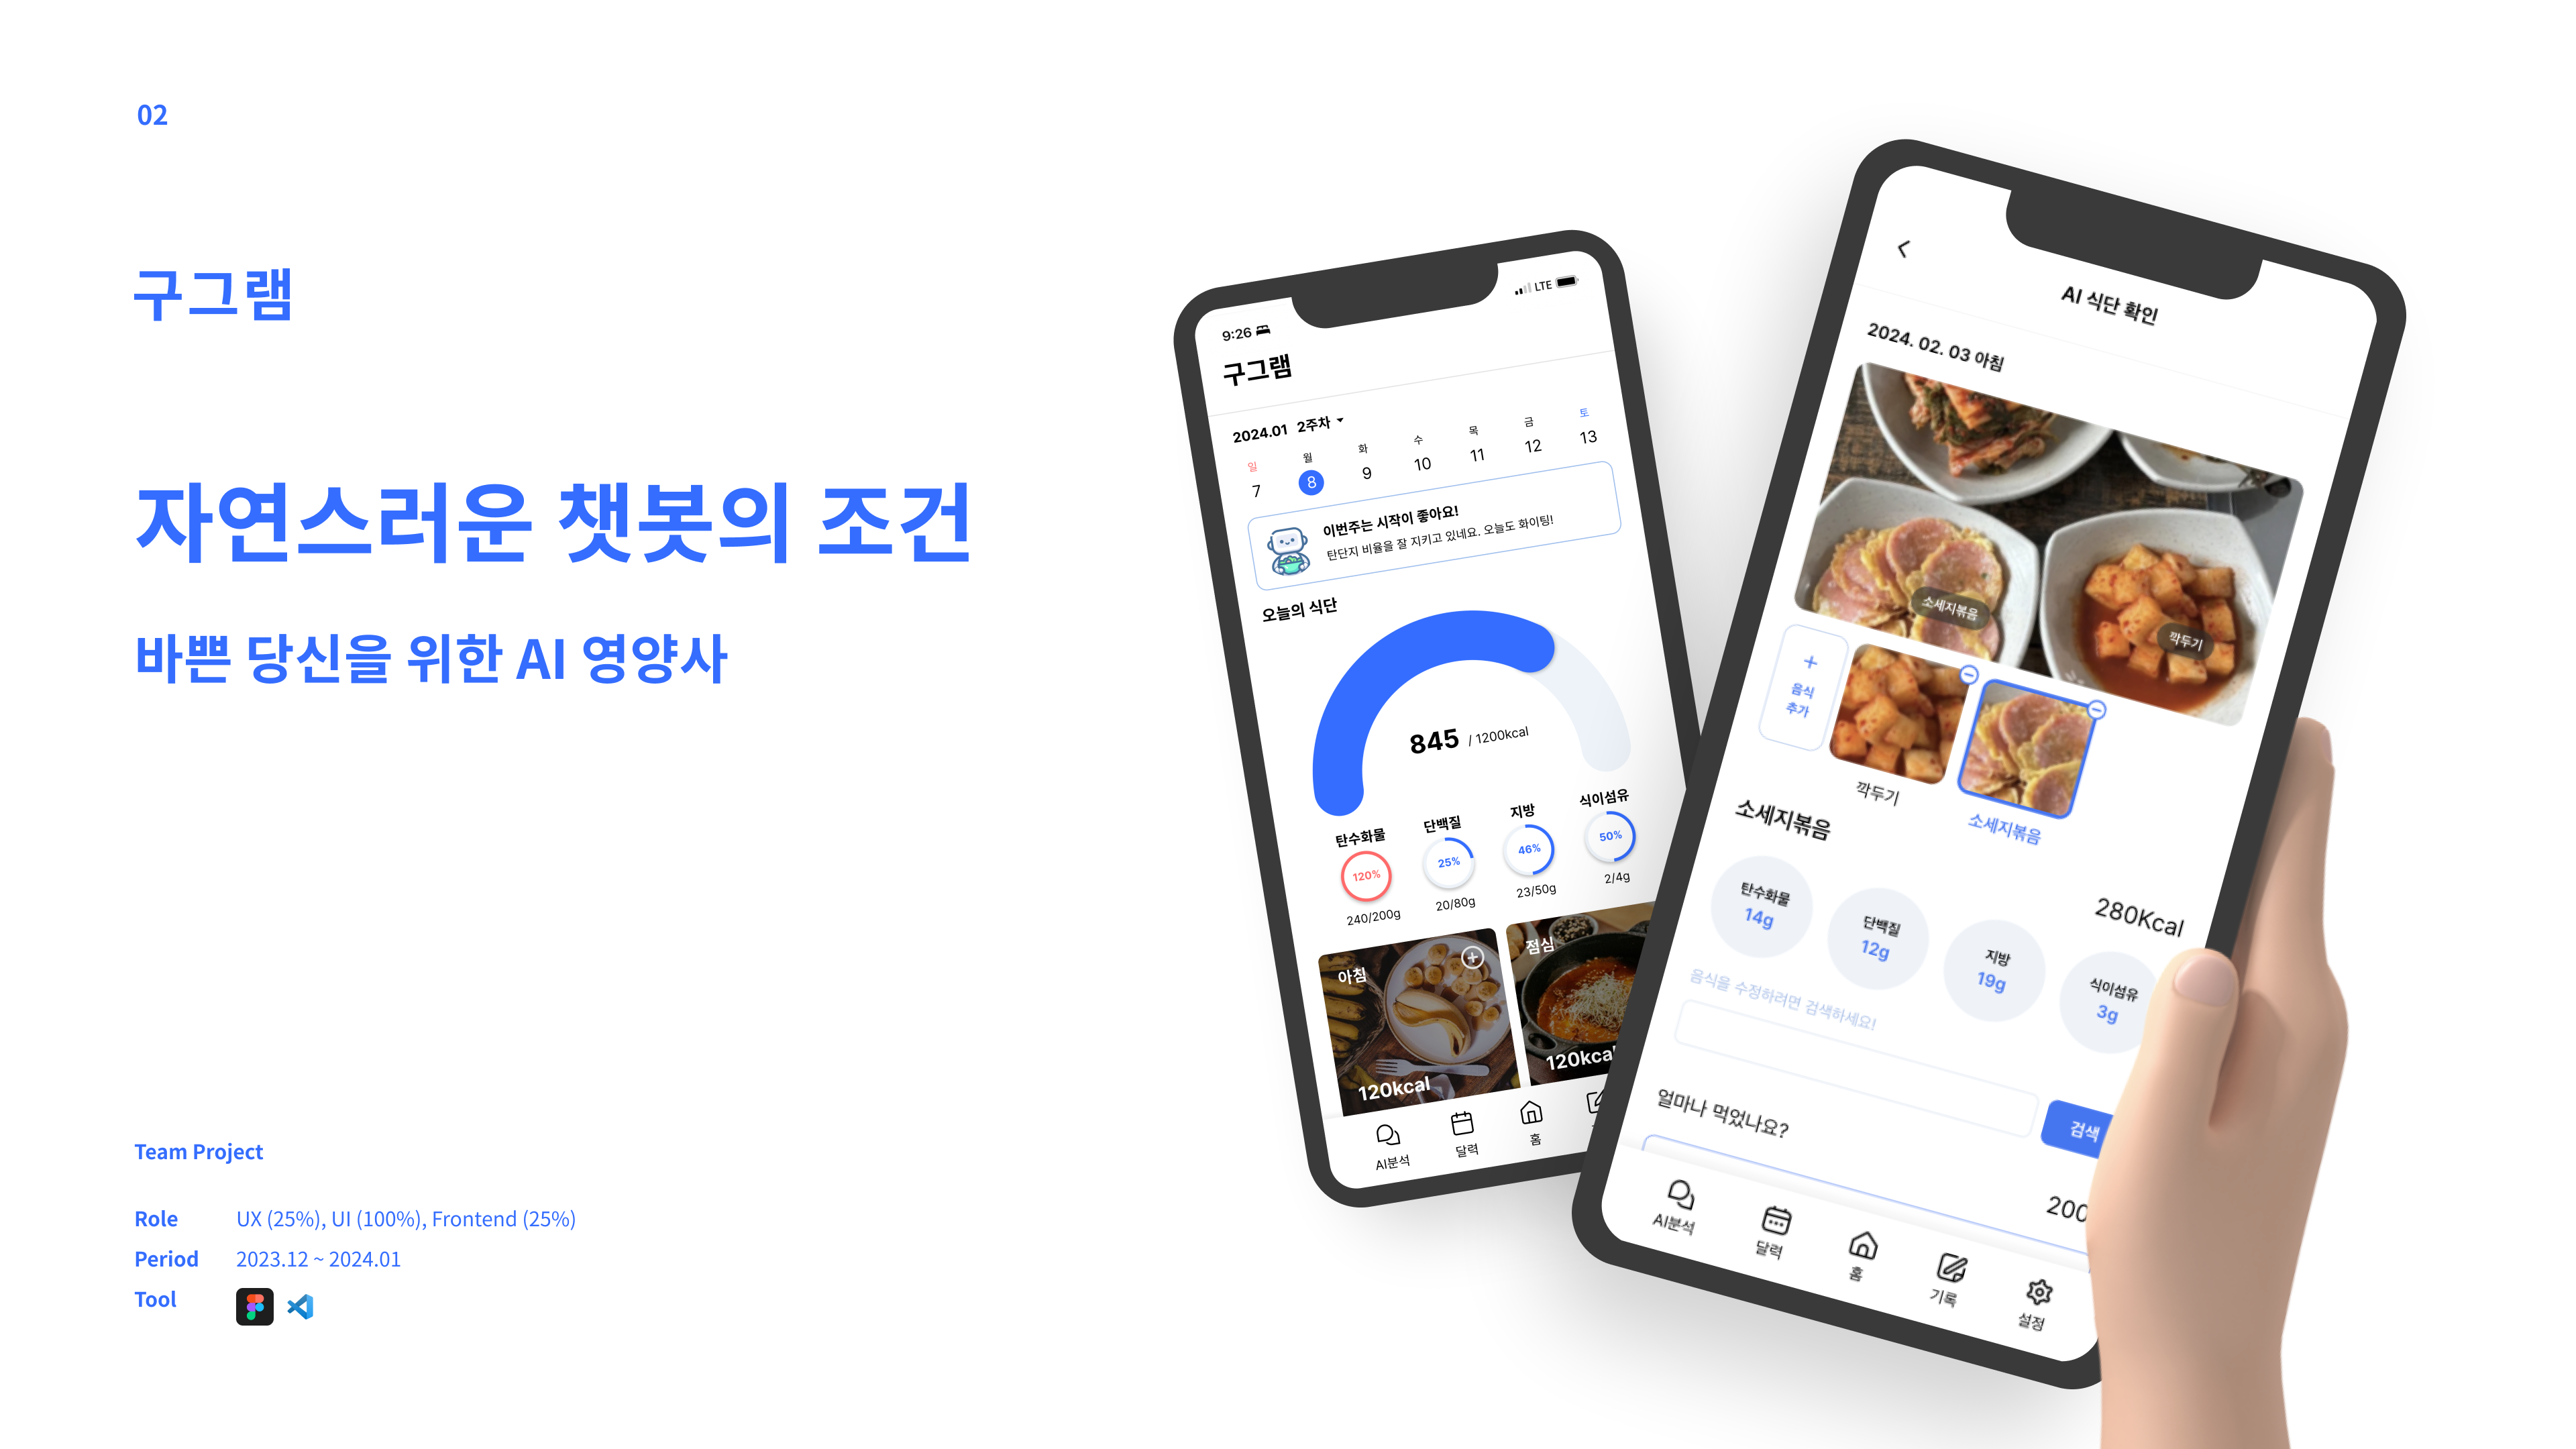 02
구그램
자연스러운 챗봇의 조건
바쁜 당신을 위한 AI 영양사
Team Project
Role UX (25%), UI (100%), Frontend (25%)
Period 2023.12 ~ 2024.01
Tool
9:26 LTE
구그램
2024.01 2주차
일 월 화 수 목 금 토
7 8 9 10 11 12 13
이번주는 시작이 좋아요!
탄단지 비율을 잘 지키고 있네요. 오늘도 화이팅!
오늘의 식단
845 / 1200kcal
탄수화물 단백질 지방 식이섬유
120% 25% 46% 50%
240/200g 20/80g 23/50g 2/4g
아침 점심
120kcal 120kcal
AI분석 달력 홈
AI 식단 확인
2024. 02. 03 아침
소세지볶음 깍두기
음식
추가
깍두기 소세지볶음
소세지볶음
280Kcal
탄수화물 단백질 지방 식이섬유
14g 12g 19g 3g
음식을 수정하려면 검색하세요!
검색
얼마나 먹었나요?
200
AI분석 달력 홈 기록 설정